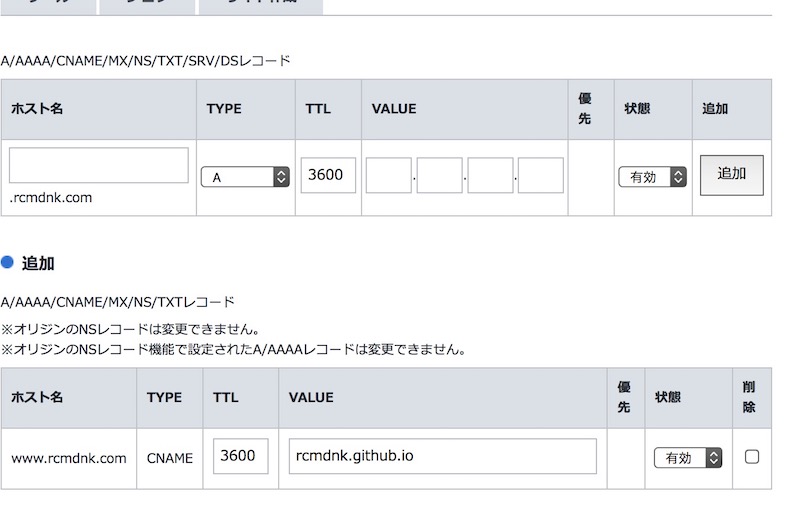 A/AAAA/CNAME/MX/NS/TXT/SRV/DSレコード
ホスト名 TYPE TTL VALUE 優先 状態 追加
A 3600 . . . 有効 追加
.rcmdnk.com
追加
A/AAAA/CNAME/MX/NS/TXTレコード
※オリジンのNSレコードは変更できません。
※オリジンのNSレコード機能で設定されたA/AAAAレコードは変更できません。
ホスト名 TYPE TTL VALUE 優先 状態 削除
www.rcmdnk.com CNAME 3600 rcmdnk.github.io 有効